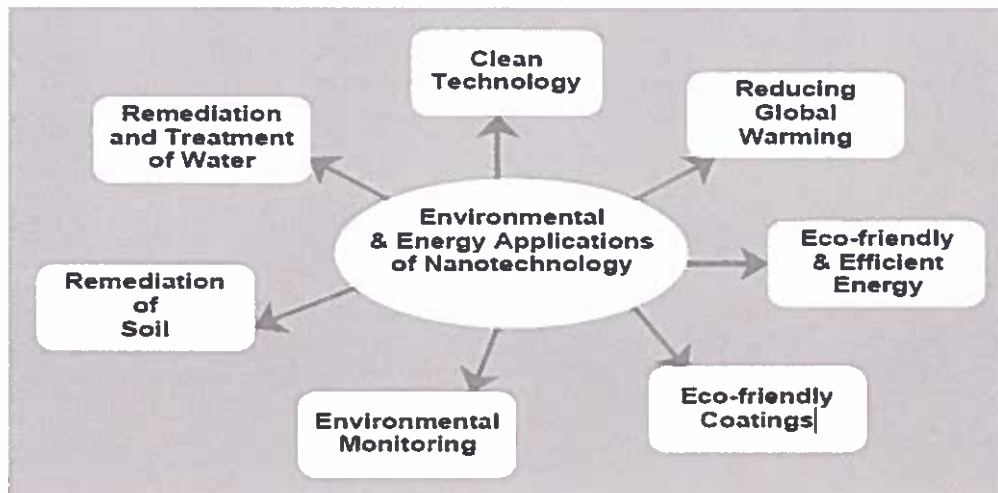 Clean
Technology
Reducing
Global
Warming
Remediation
and Treatment
of Water
Environmental
& Energy Applications
of Nanotechnology
Eco-friendly
& Efficient
Energy
Remediation
of
Soil
Eco-friendly
Coatings
Environmental
Monitoring